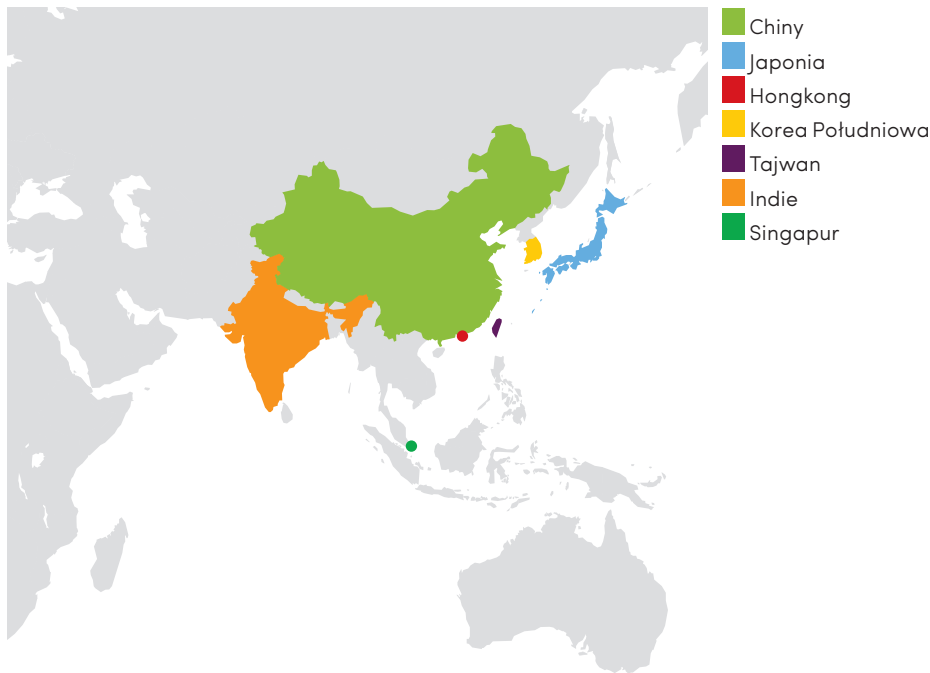 Chiny
Japonia
Hongkong
Korea Południowa
Tajwan
Indie
Singapur